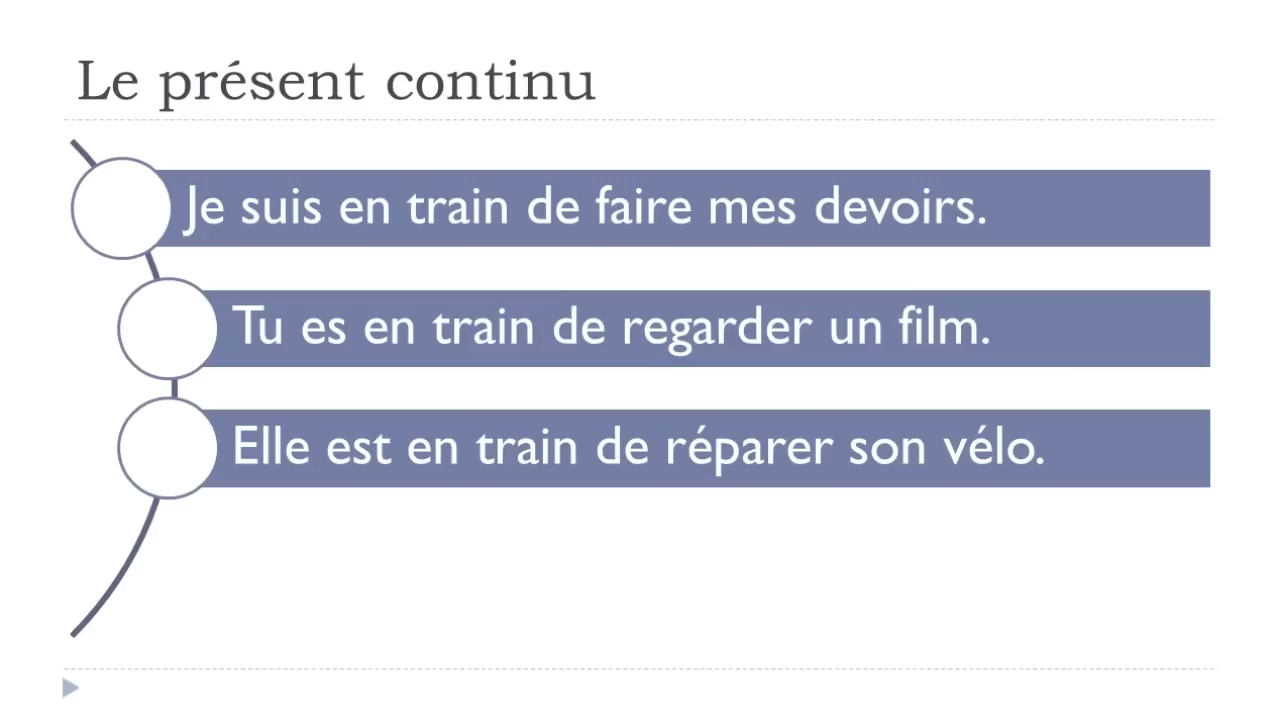 Le présent continu
Je suis en train de faire mes devoirs.
Tu es en train de regarder un film.
Elle est en train de réparer son vélo.